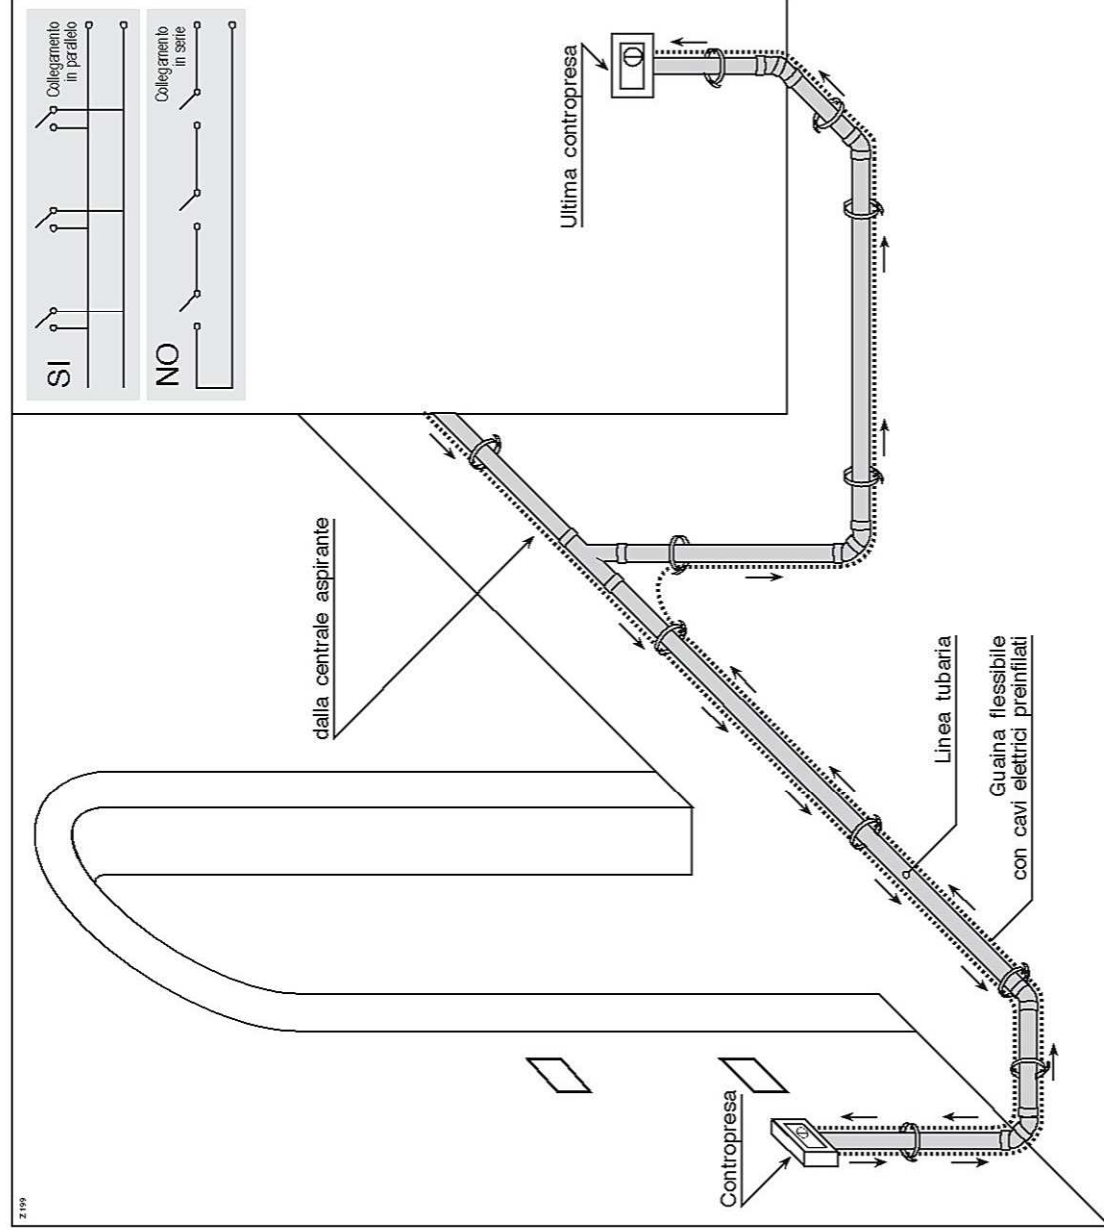 Z199
SI
Collegamento
in parallelo
NO
Collegamento
in serie
dalla centrale aspirante
Ultima contropresa
Contropresa
Linea tubaria
Guaina flessibile
con cavi elettrici preinfilati